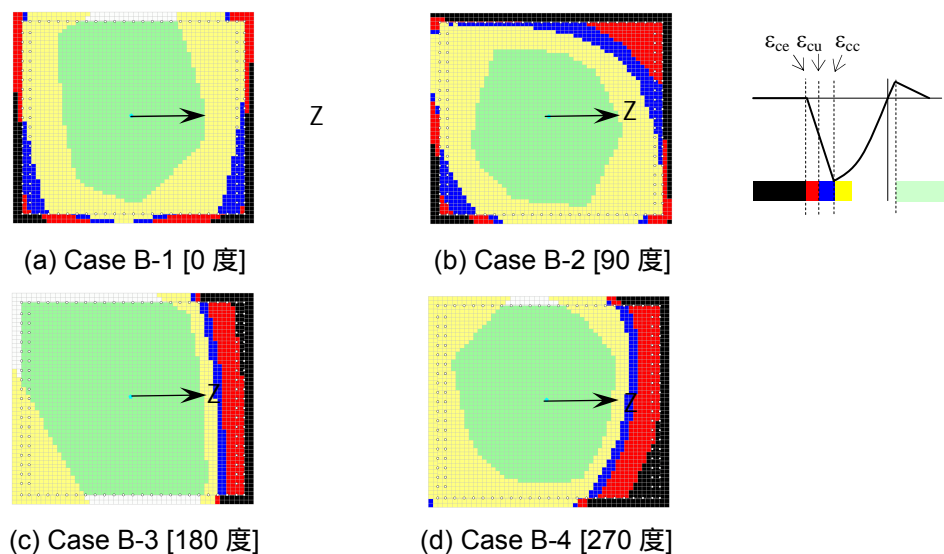 εce εcu εcc
Z
Z
(a) Case B-1 [0 度]
(b) Case B-2 [90 度]
Z
Z
(c) Case B-3 [180 度]
(d) Case B-4 [270 度]